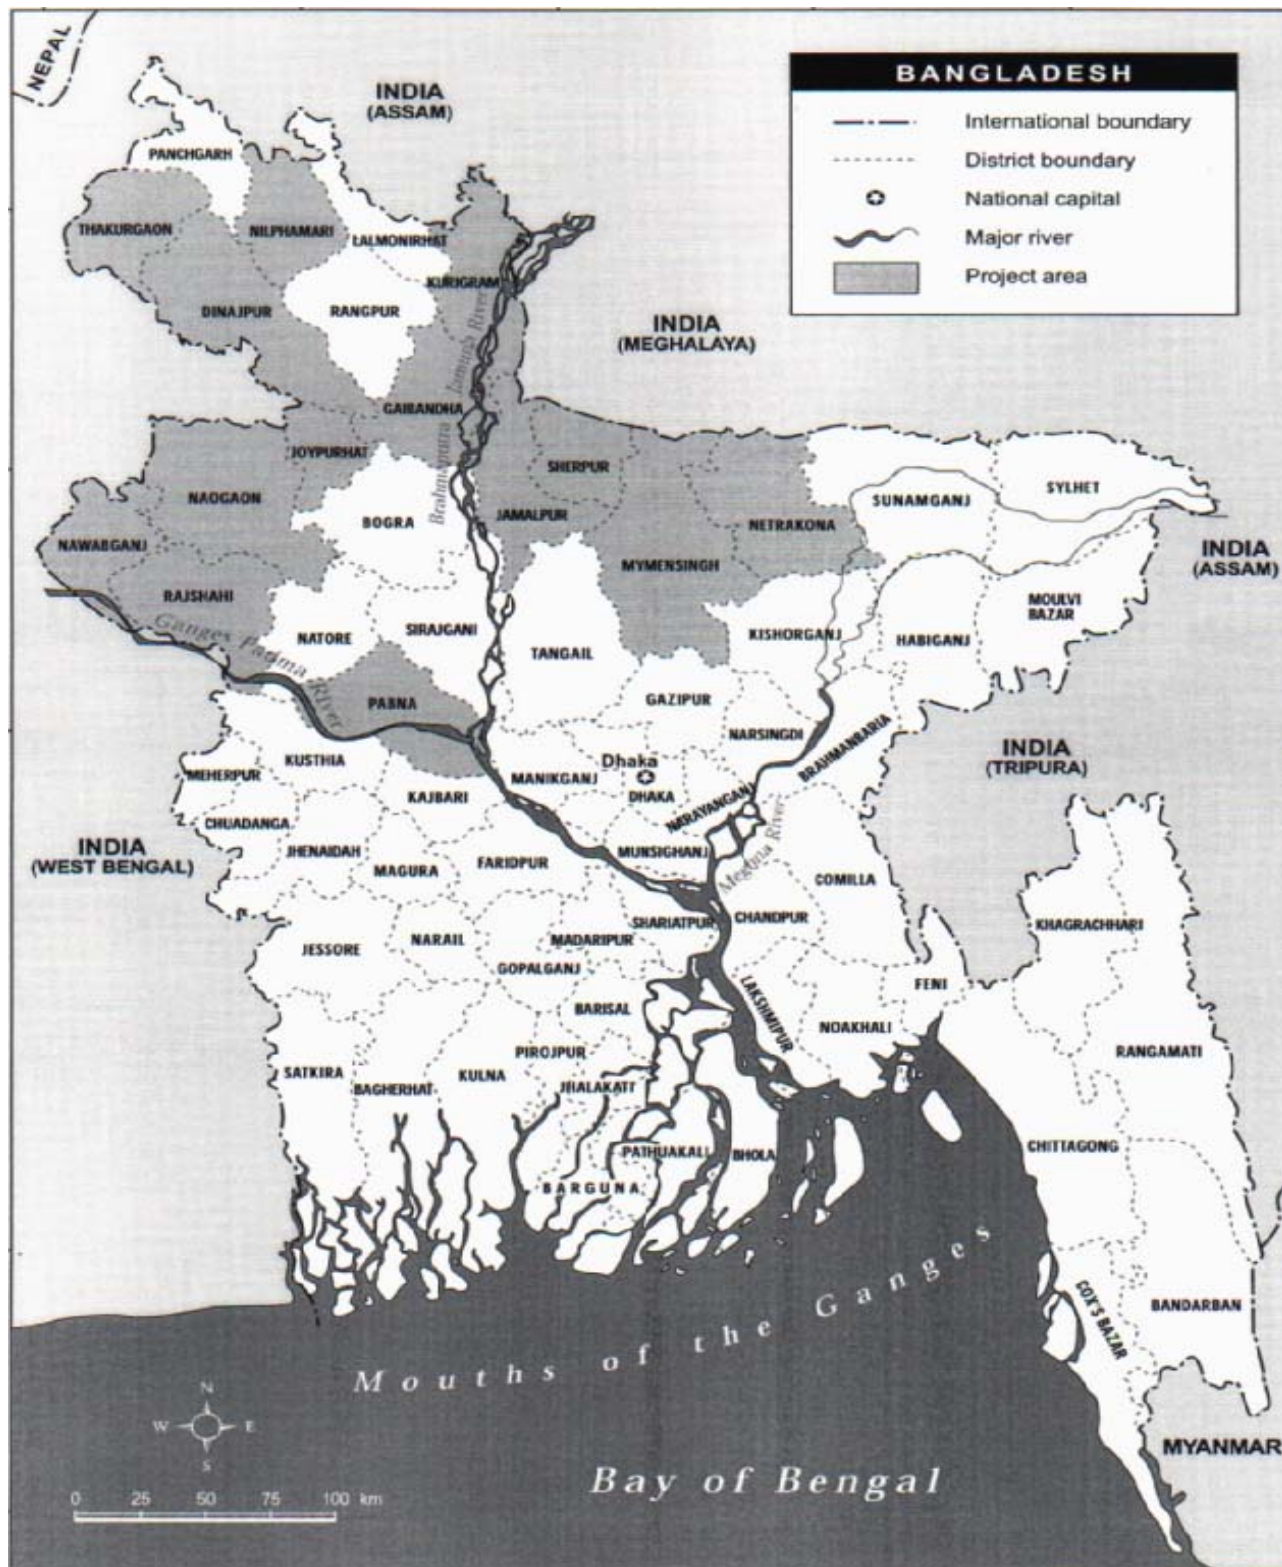 NEPAL
INDIA
(ASSAM)
BANGLADESH
International boundary
District boundary
National capital
Major river
Project area
PANCHGARH
THAKURGAON
NILPHAMARI
LALMONIRHAT
KURIGRAM
DINAJPUR
RANGPUR
INDIA
(MEGHALAYA)
Brahmaputra Jamuna River
GAIBANDHA
JOYPURHAT
SHERPUR
NAOGAON
BOGRA
JAMALPUR
NETRAKONA
SUNAMGANJ
SYLHET
NAWABGANJ
MYMENSINGH
INDIA
(ASSAM)
RAJSHAHI
Ganges Padma River
NATORE
SIRAJGANI
TANGAIL
KISHORGANJ
HABIGANJ
MOULVI
BAZAR
PABNA
GAZIPUR
NARSINGDI
BRAHMANBARIA
INDIA
(TRIPURA)
MEHERPUR
KUSTHIA
MANIKGANJ
Dhaka
DHAKA
KAJBARI
NARAYANGANJ
CHUADANGA
INDIA
(WEST BENGAL)
JHENAIDAH
MAGURA
FARIDPUR
MUNSIGHANJ
Megtuna River
COMILLA
SHARIATPUR
CHANDPUR
KHAGRACHHARI
JESSORE
NARAIL
MADARIPUR
GOPALGANJ
FENI
BARISAL
LAKSHMIPUR
NOAKHALI
RANGAMATI
SATKIRA
BAGHERHAT
KULNA
PIROJPUR
JHALAKATI
PATHUAKALI
BHOLA
CHITTAGONG
BARGUNA
Mouths of the Ganges
COX'S BAZAR
BANDARBAN
N
W E
S
MYANMAR
Bay of Bengal
0 25 50 75 100 km